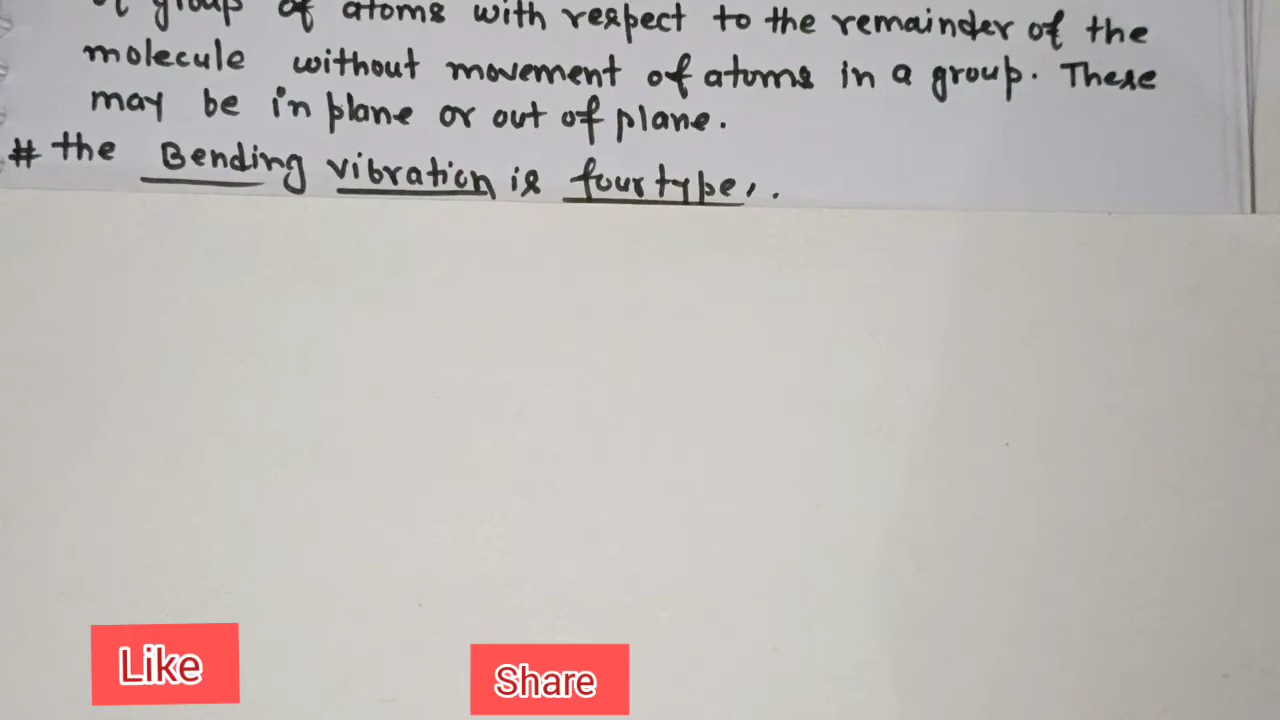 of group of atoms with respect to the remainder of the
molecule without movement of atoms in a group. These
may be in plane or out of plane.
# the Bending vibration is four type,.
Like
Share